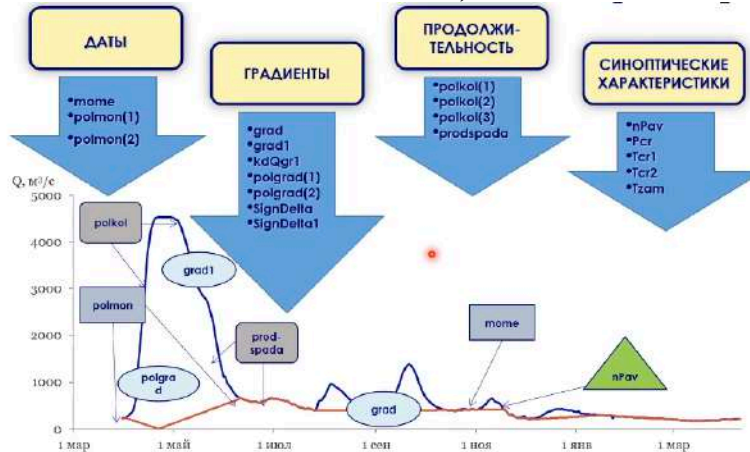 ДАТЫ
•mome
•polmon(1)
•polmon(2)
ГРАДИЕНТЫ
•grad
•grad1
•kdQgr1
•polgrad(1)
•polgrad(2)
•SignDelta
•SignDelta1
ПРОДОЛЖИ-
ТЕЛЬНОСТЬ
•polkol(1)
•polkol(2)
•polkol(3)
•prodspada
СИНОПТИЧЕСКИЕ
ХАРАКТЕРИСТИКИ
•nPav
•Pcr
•Tcr1
•Tcr2
•Tzam
Q, м³/с
5000
4000
3000
2000
1000
0
polkol
grad1
polmon
prod-
spada
polgra
d
grad
mome
nPav
1 мар
1 май
1 июл
1 сен
1 ноя
1 янв
1 мар